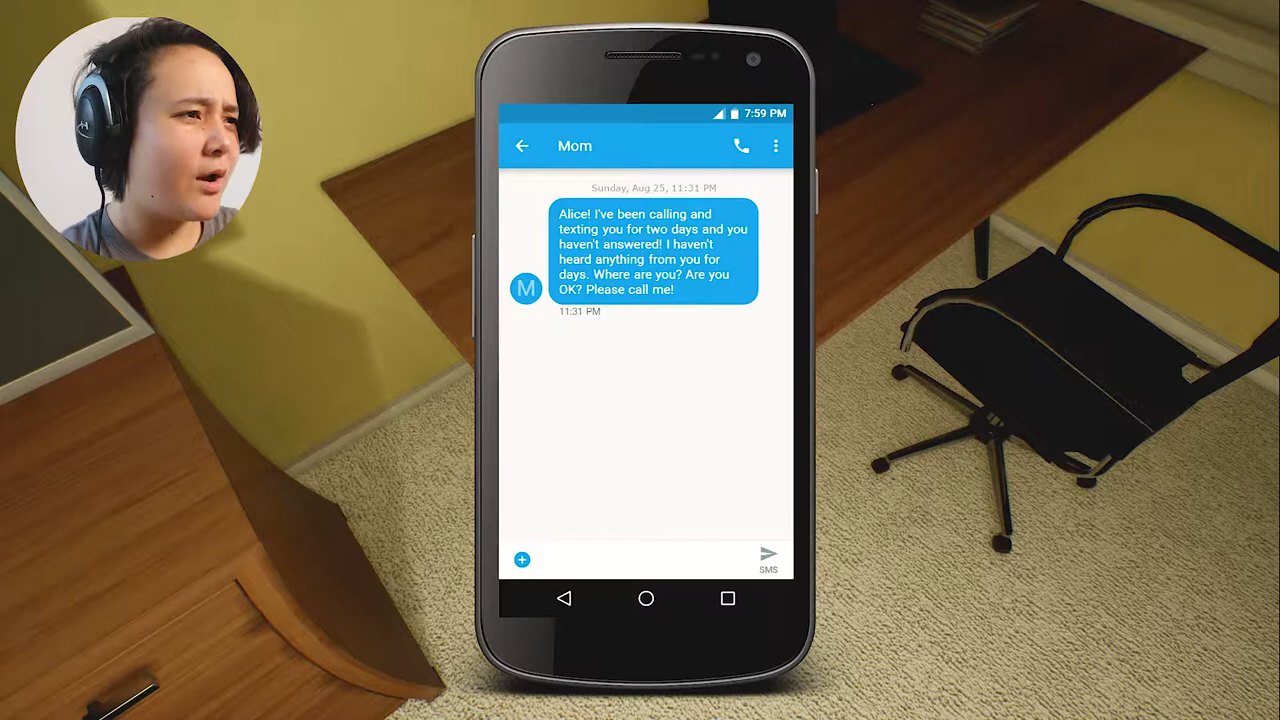 7:59 PM
Mom
Sunday, Aug 25, 11:31 PM
Alice! I've been calling and
texting you for two days and you
haven't answered! I haven't
heard anything from you for
days. Where are you? Are you
OK? Please call me!
M
11:31 PM
SMS